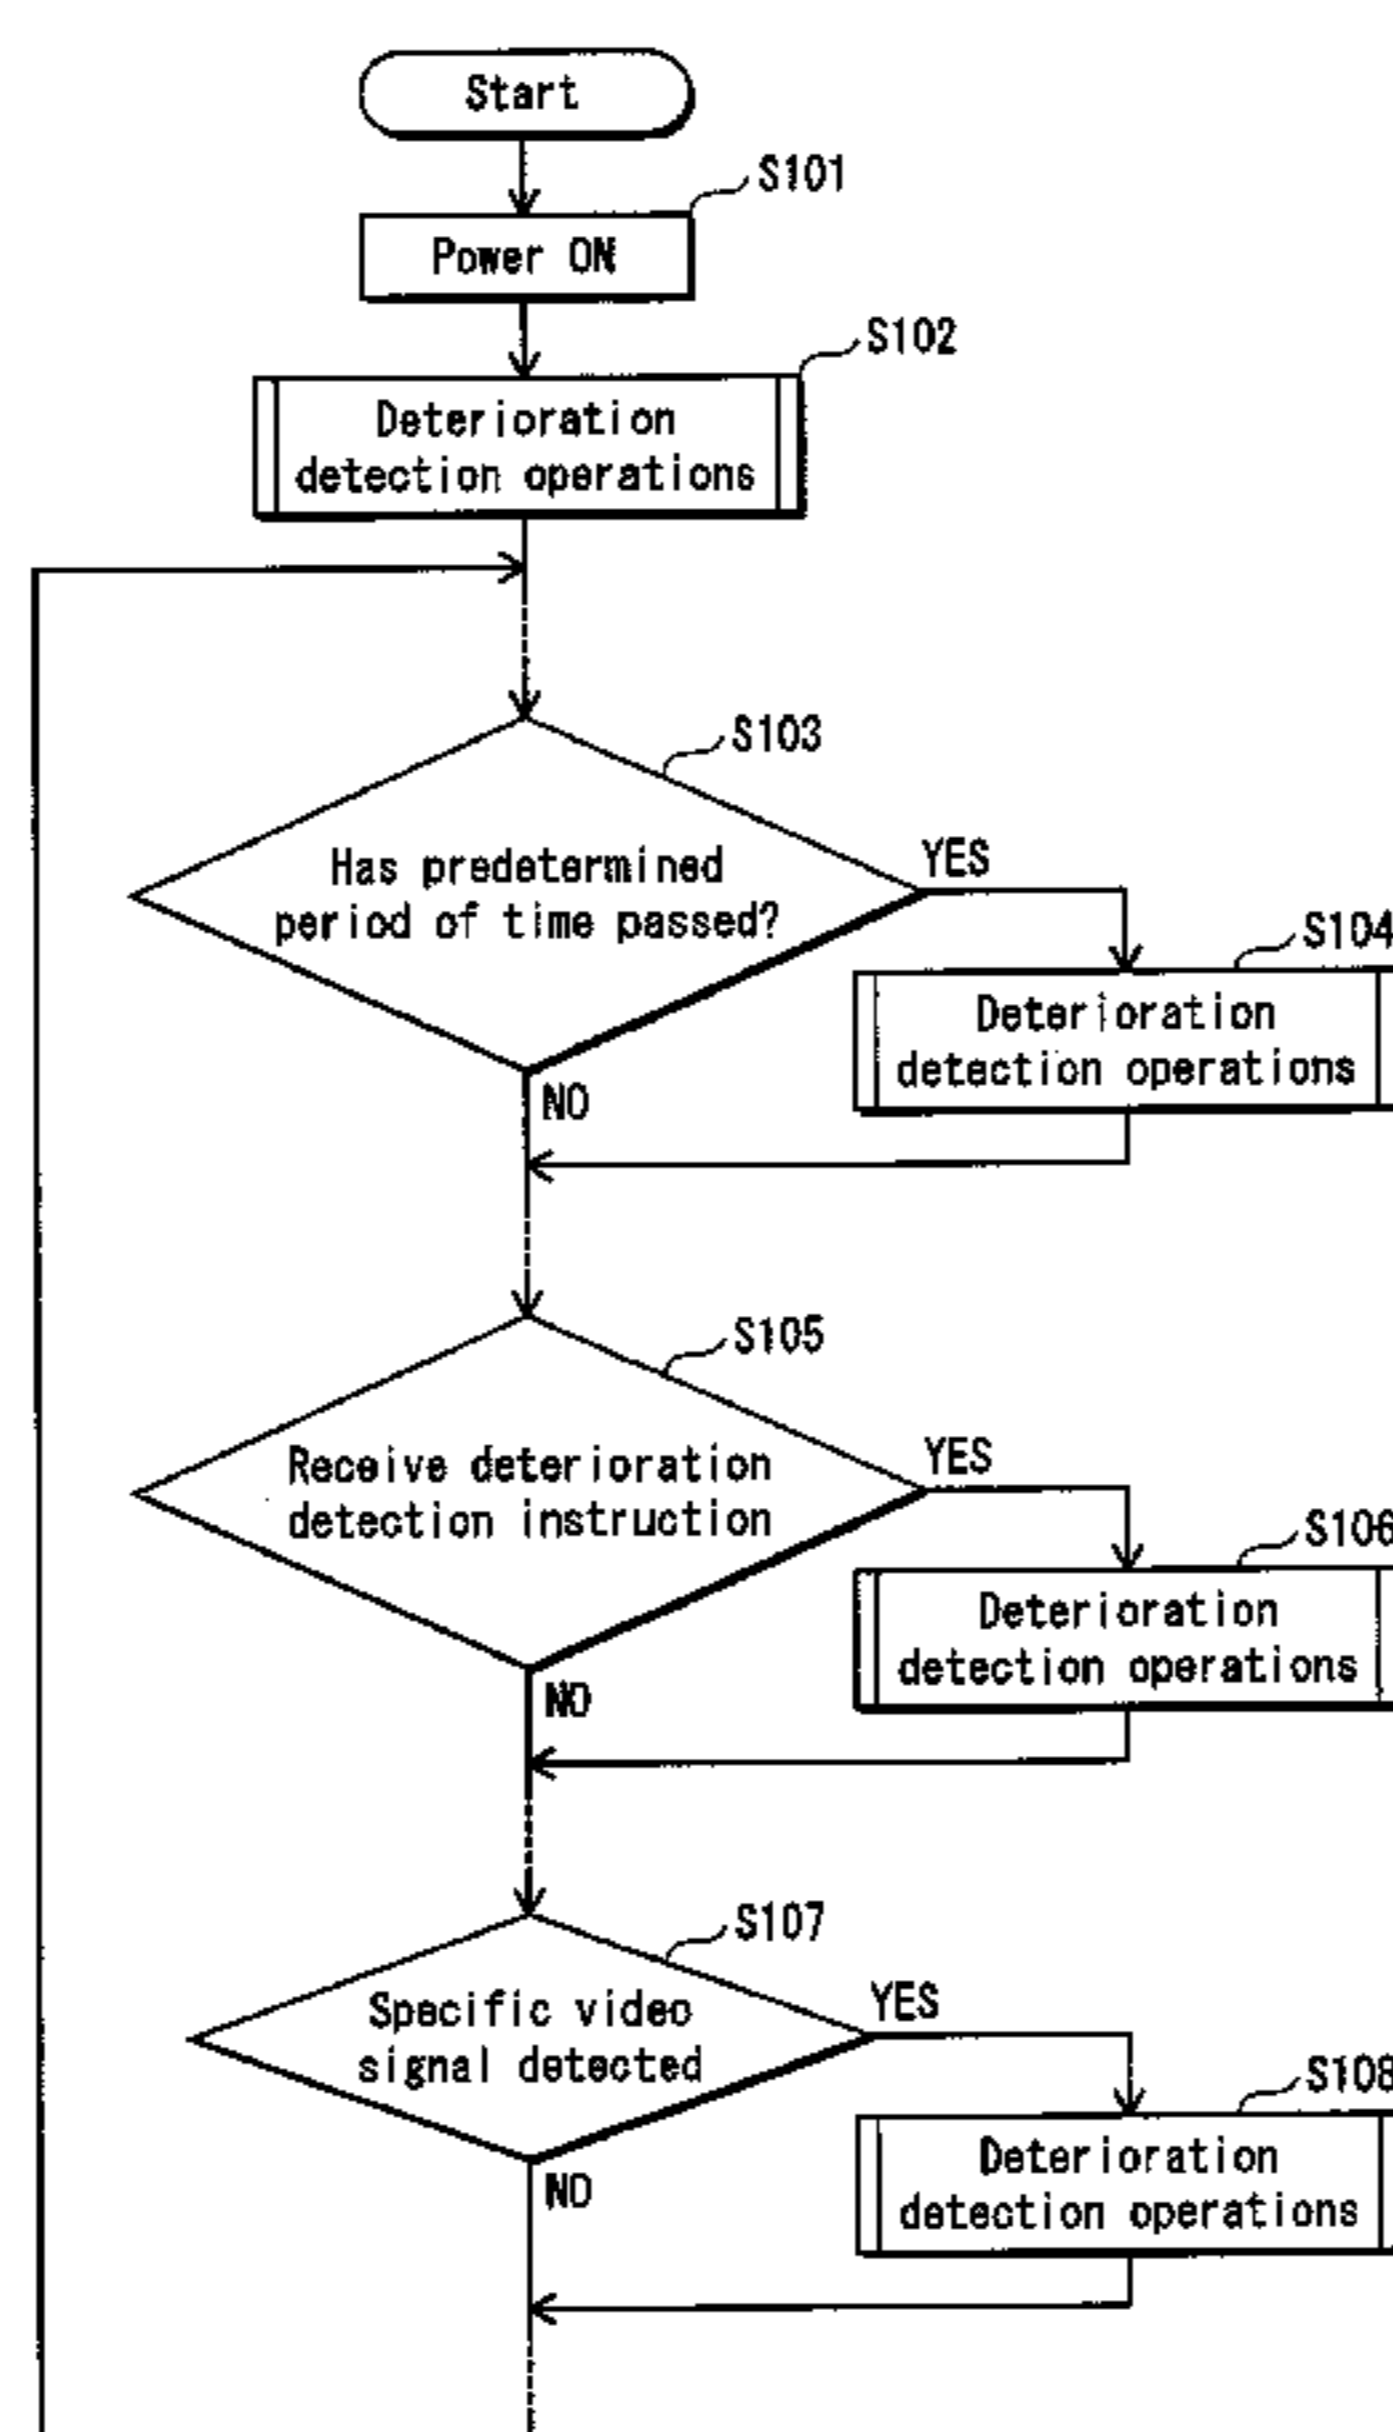 Start
S101
Power ON
S102
Deterioration
detection operations
S103
Has predetermined
period of time passed?
YES
S104
Deterioration
detection operations
NO
S105
Receive deterioration
detection instruction
YES
S106
Deterioration
detection operations
NO
S107
Specific video
signal detected
YES
S108
Deterioration
detection operations
NO